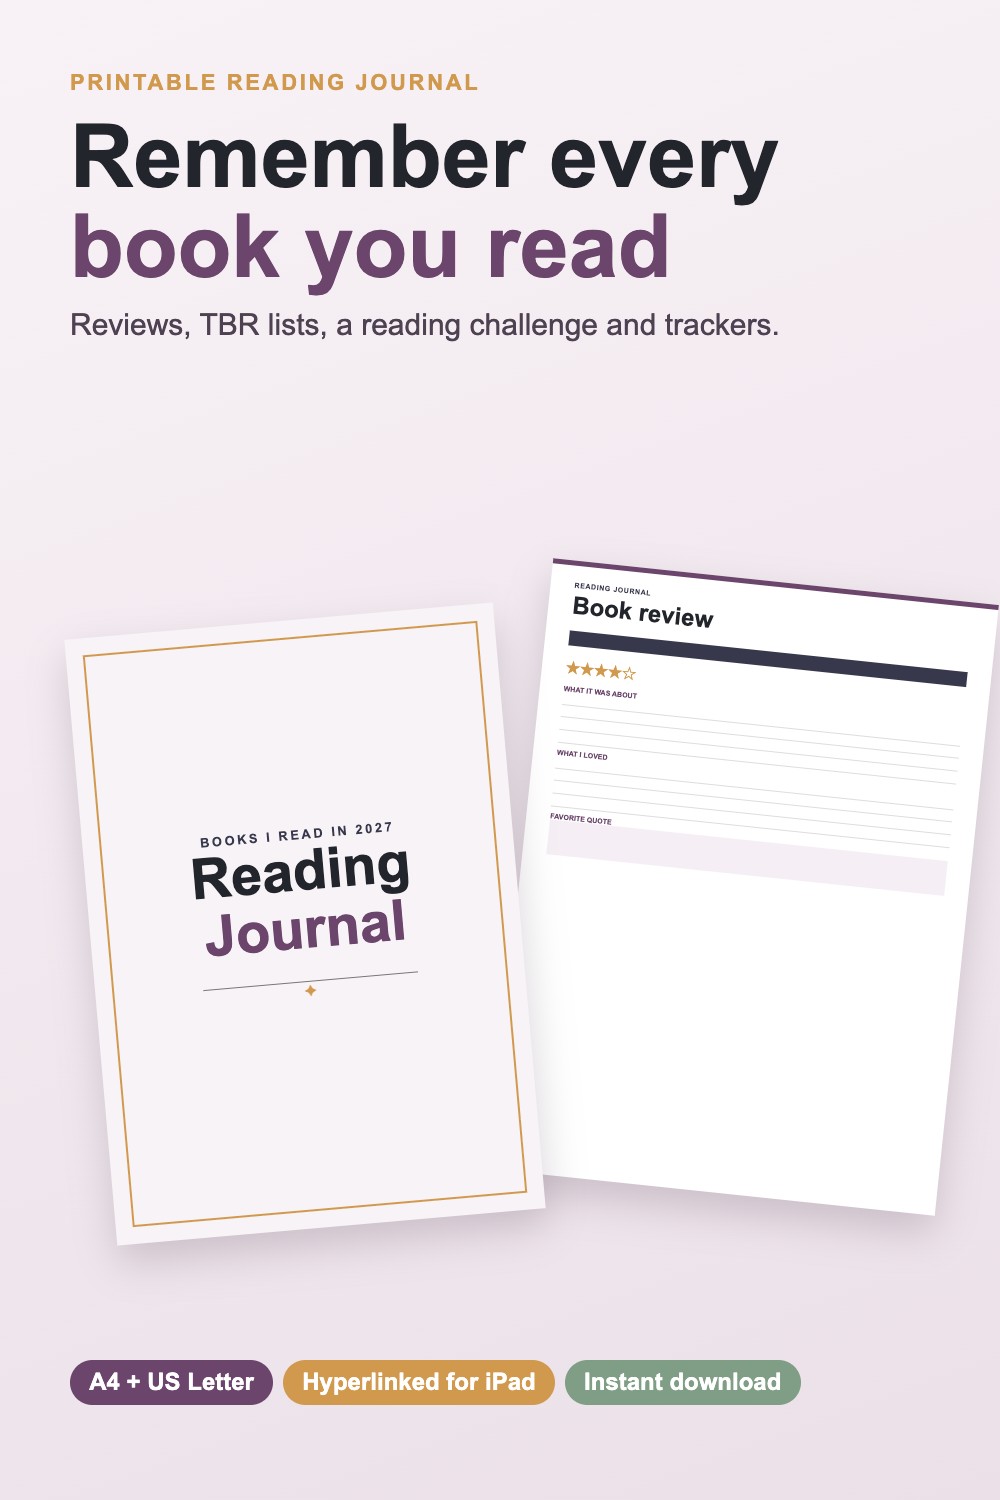 PRINTABLE READING JOURNAL
Remember every
book you read
Reviews, TBR lists, a reading challenge and trackers.
BOOKS I READ IN 2027
Reading
Journal
READING JOURNAL
Book review
★★★★☆
WHAT IT WAS ABOUT
WHAT I LOVED
FAVORITE QUOTE
A4 + US Letter
Hyperlinked for iPad
Instant download